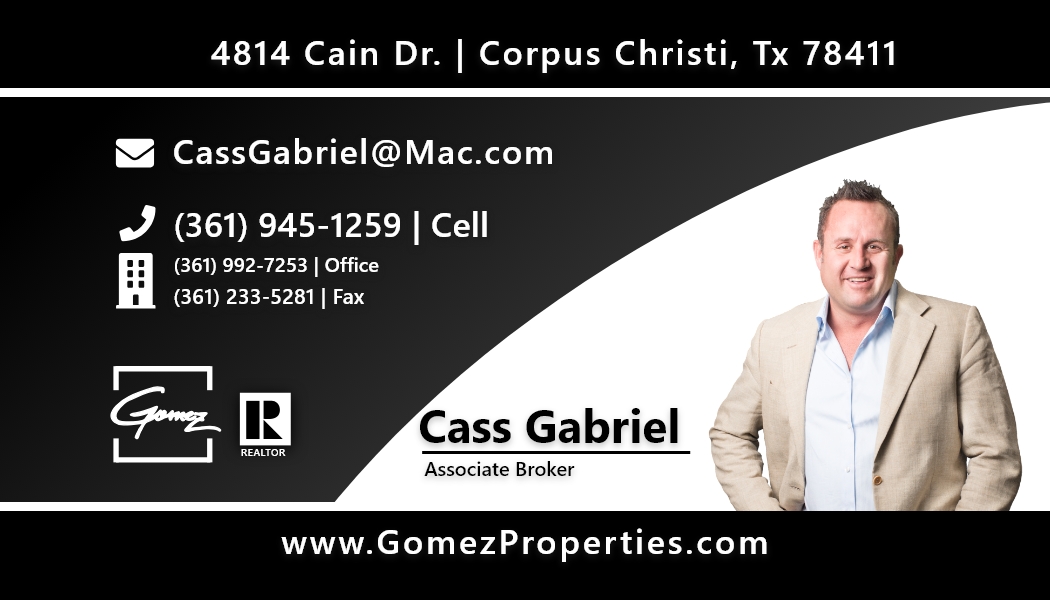 4814 Cain Dr. | Corpus Christi, Tx 78411
CassGabriel@Mac.com
(361) 945-1259 | Cell
(361) 992-7253 | Office
(361) 233-5281 | Fax
Gomez
R
REALTOR
Cass Gabriel
Associate Broker
www.GomezProperties.com